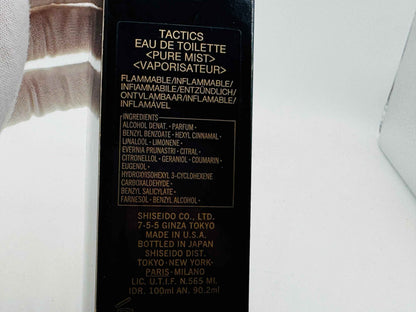 TACTICS
EAU DE TOILETTE
<PURE MIST>
<VAPORISATEUR>
FLAMMABLE/INFLAMMABLE/
INFIAMMABILE/ENTZÜNDLICH/
ONTVLAMBAAR/INFLAMABLE/
INFLAMÁVEL
INGREDIENTS
ALCOHOL DENAT.・PARFUM・
BENZYL BENZOATE・HEXYL CINNAMAL・
LINALOOL・LIMONENE・
EVERNIA PRUNASTRI・CITRAL・
CITRONELLOL・GERANIOL・COUMARIN・
EUGENOL・
HYDROXYISOHEXYL 3-CYCLOHEXENE
CARBOXALDEHYDE・
BENZYL SALICYLATE・
FARNESOL・BENZYL ALCOHOL・
SHISEIDO CO., LTD.
7-5-5 GINZA TOKYO
MADE IN U.S.A.
BOTTLED IN JAPAN
SHISEIDO DIST.
TOKYO-NEW YORK-
PARIS-MILANO
LIC. U.T.I.F. N.565 MI.
IDR. 100ml AN. 90.2ml